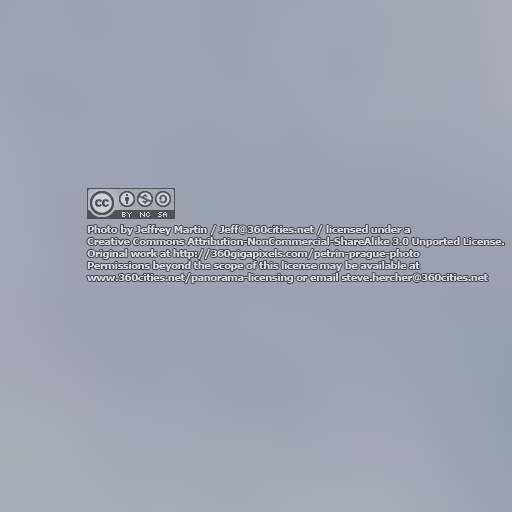 cc
BY NC SA
Photo by Jeffrey Martin / Jeff@360cities.net / licensed under a
Creative Commons Attribution-NonCommercial-ShareAlike 3.0 Unported License.
Original work at http://360gigapixels.com/petrin-prague-photo
Permissions beyond the scope of this license may be available at
www.360cities.net/panorama-licensing or email steve.hercher@360cities.net